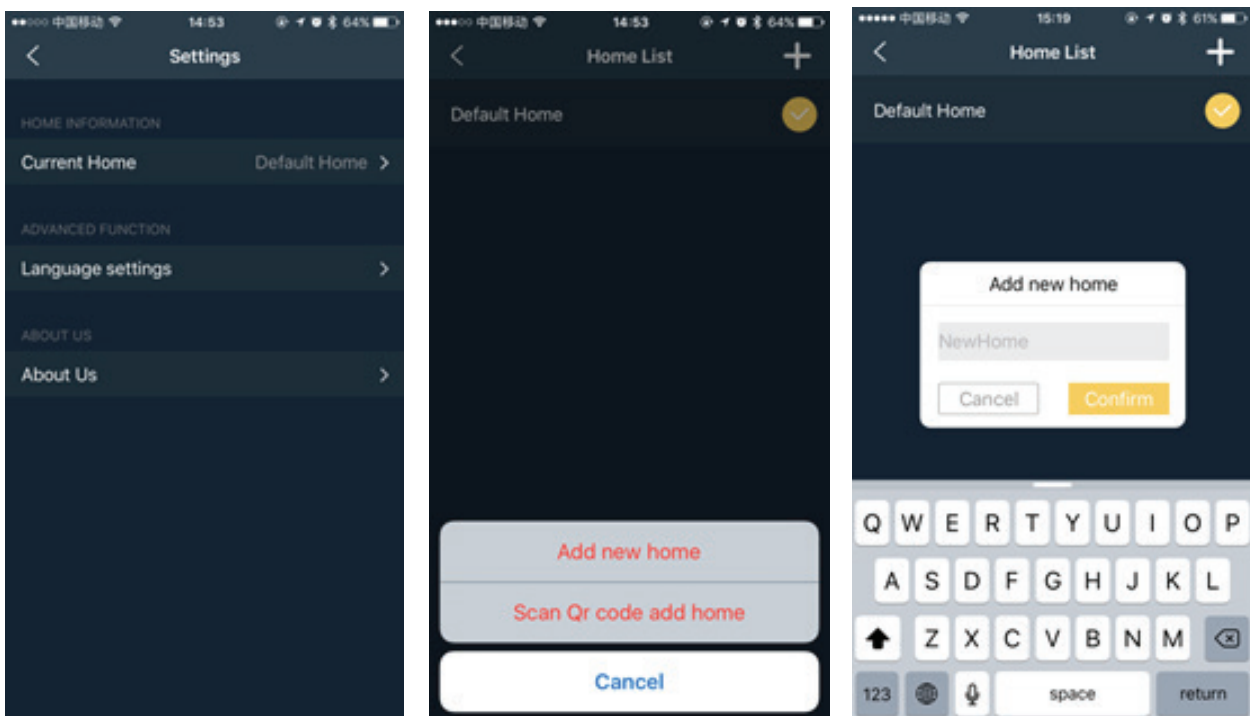 中国移动 14:53 64%
Settings
HOME INFORMATION
Current Home Default Home
ADVANCED FUNCTION
Language settings
ABOUT US
About Us
中国移动 14:53 64%
Home List
Default Home
Add new home
Scan Qr code add home
Cancel
中国移动 15:19 61%
Home List
Default Home
Add new home
NewHome
Cancel Confirm
Q W E R T Y U I O P
A S D F G H J K L
Z X C V B N M
123 space return